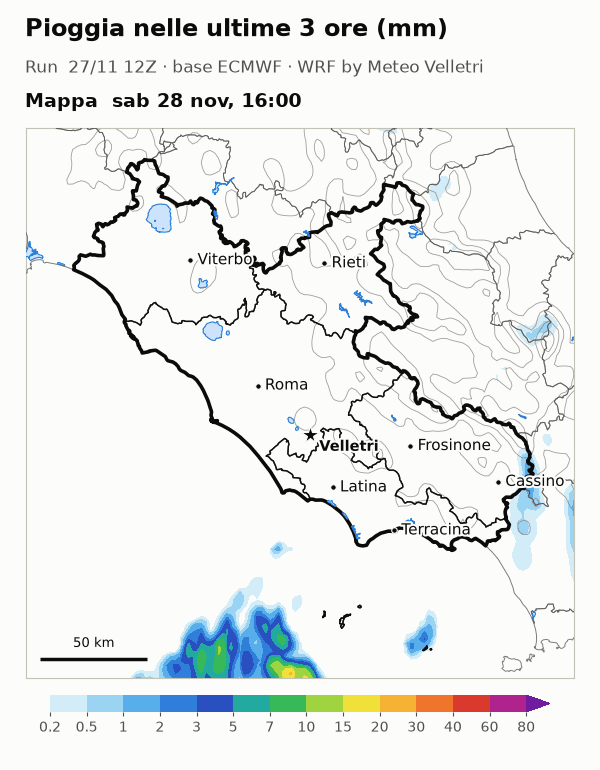 Pioggia nelle ultime 3 ore (mm)
Run  27/11 12Z · base ECMWF · WRF by Meteo Velletri
Mappa  sab 28 nov, 16:00
Viterbo
Rieti
Roma
Velletri
Frosinone
Latina
Cassino
Terracina
50 km
0.2 0.5 1 2 3 5 7 10 15 20 30 40 60 80